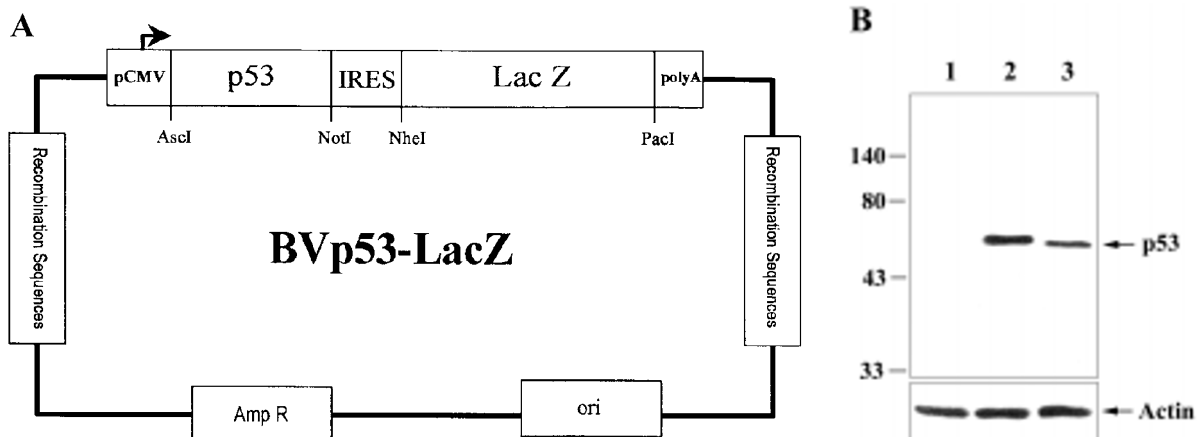 A
pCMV
p53
IRES
Lac Z
polyA
AscI
NotI
NheI
PacI
Recombination Sequences
Recombination Sequences
BVp53-LacZ
Amp R
ori
B
1 2 3
140
80
p53
43
33
Actin